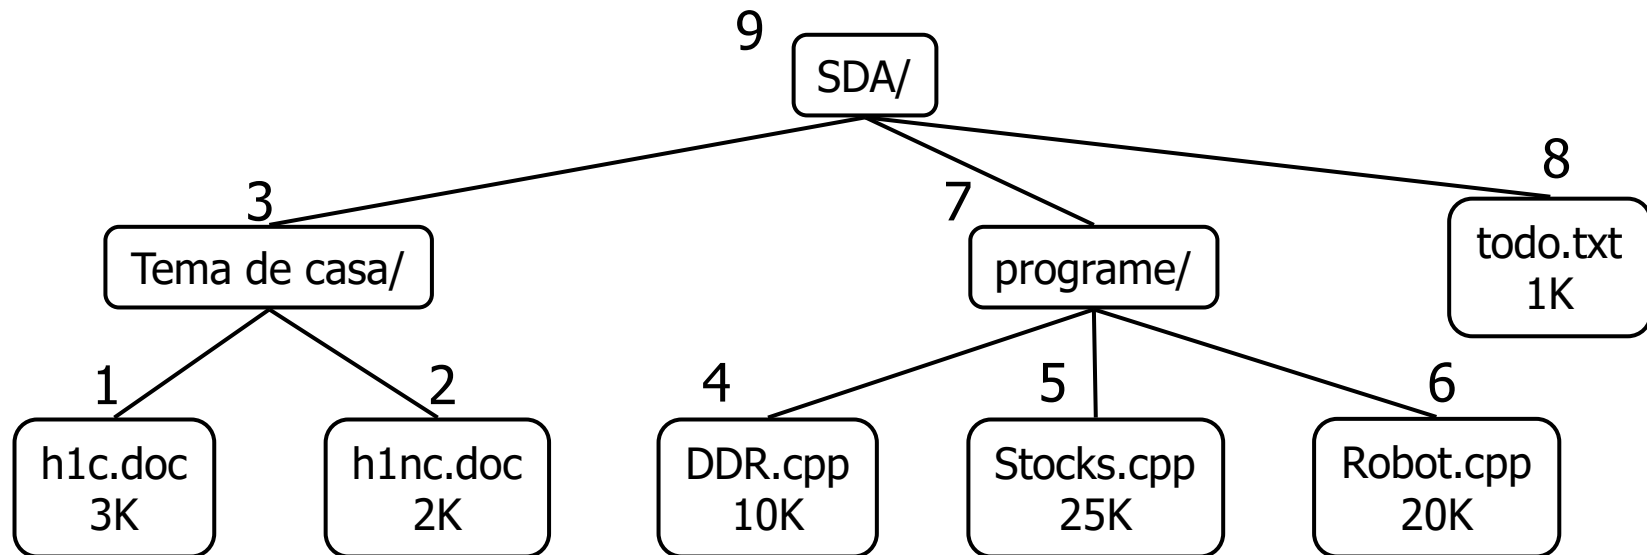 9
SDA/
3
Tema de casa/
7
programe/
8
todo.txt
1K
1
h1c.doc
3K
2
h1nc.doc
2K
4
DDR.cpp
10K
5
Stocks.cpp
25K
6
Robot.cpp
20K